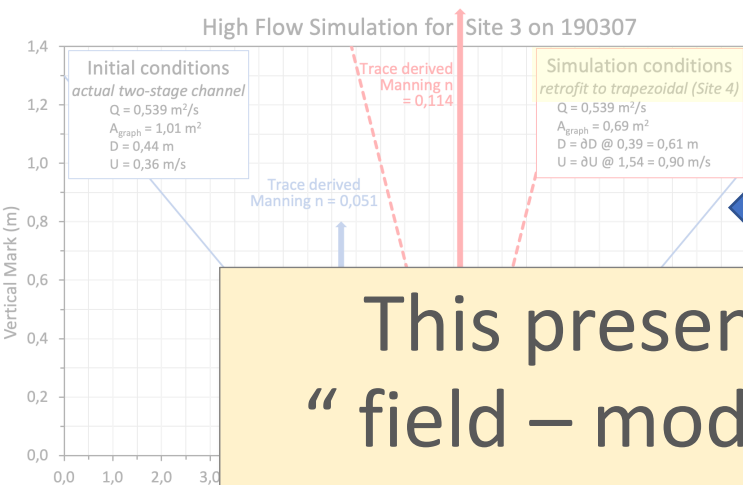 High Flow Simulation for Site 3 on 190307
1,4
1,2
1,0
0,8
0,6
0,4
0,2
0,0
Vertical Mark (m)
Initial conditions
actual two-stage channel
Q = 0,539 m²/s
A graph = 1,01 m²
D = 0,44 m
U = 0,36 m/s
Trace derived
Manning n
= 0,114
Simulation conditions
retrofit to trapezoidal (Site 4)
Q = 0,539 m²/s
A graph = 0,69 m²
D = ∂D @ 0,39 = 0,61 m
U = ∂U @ 1,54 = 0,90 m/s
Trace derived
Manning n = 0,051
This presen
“ field – mod
0,0 1,0 2,0 3,0